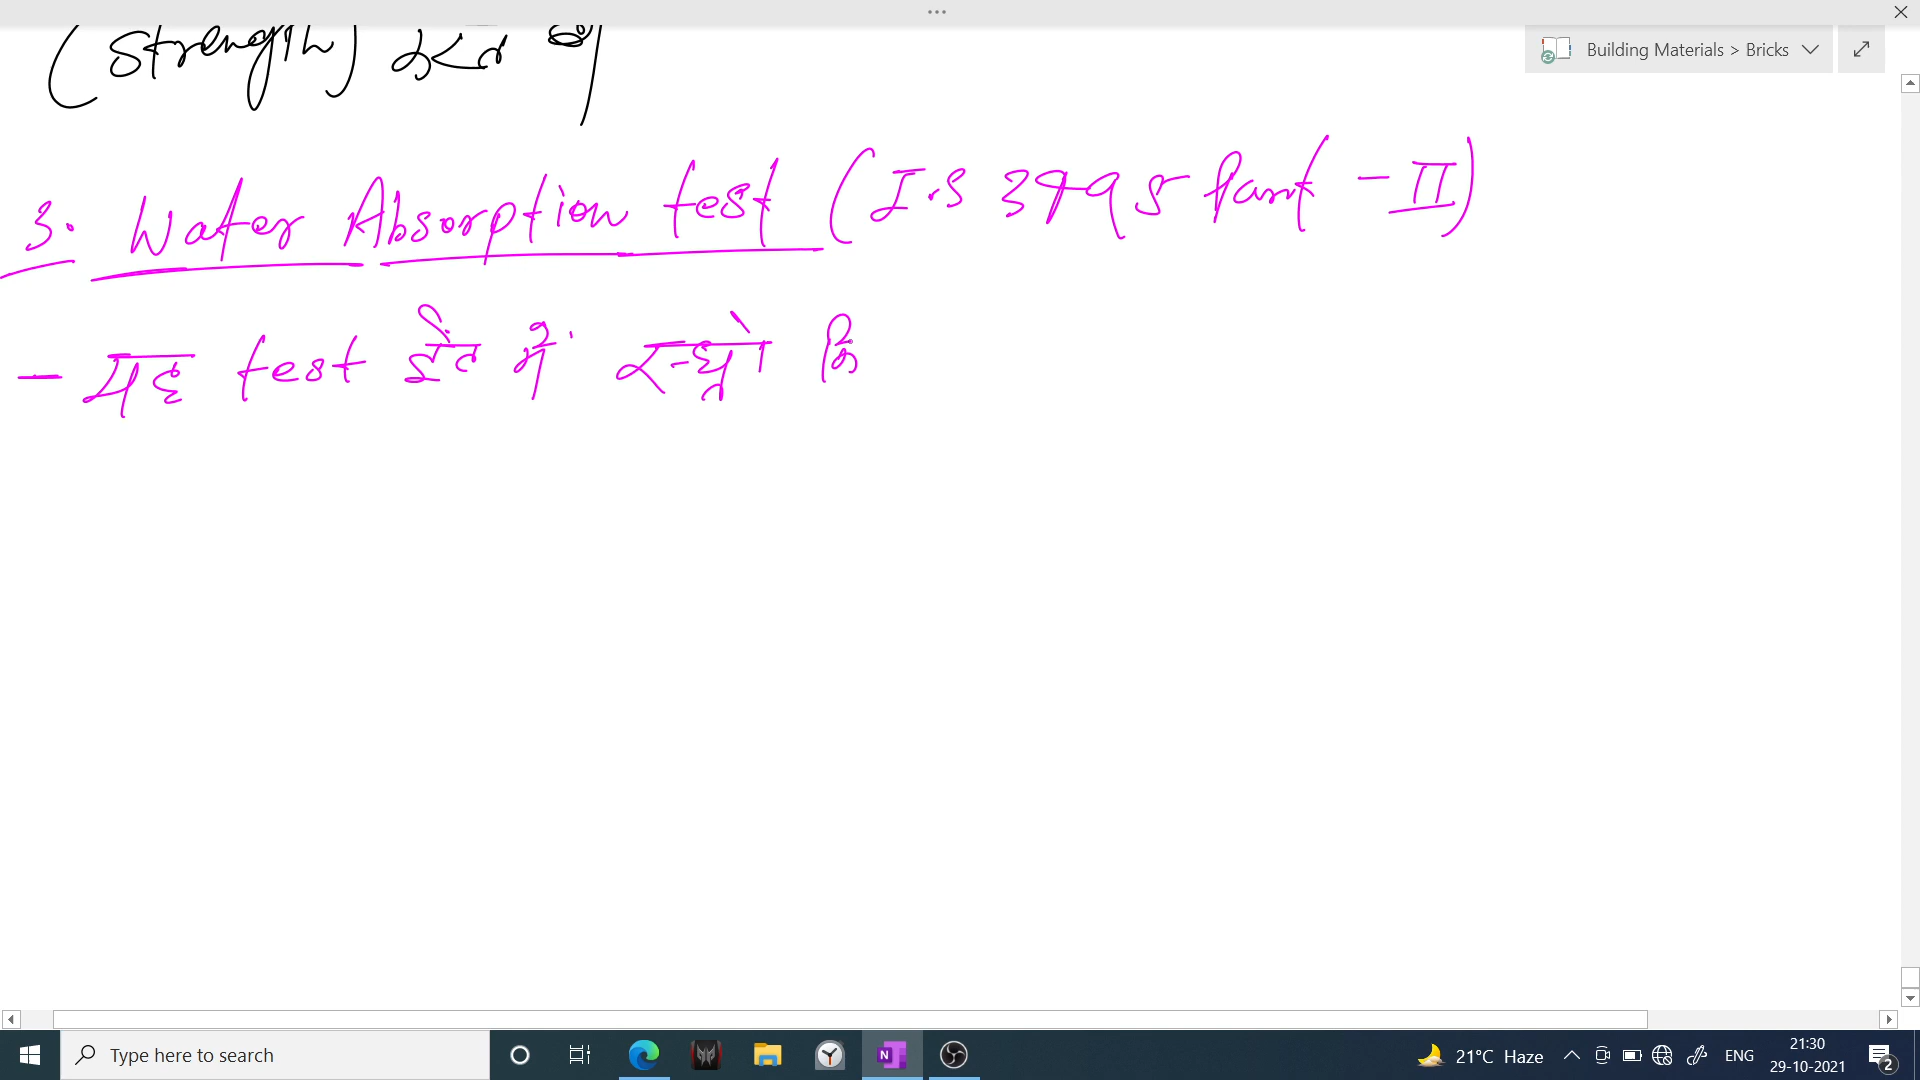 Building Materials > Bricks
(strength)
3. Water Absorption test (I.S 3495 Part - II)
- यह test ईंट में रन्ध्रो कि
Type here to search
21°C Haze
ENG
21:30
29-10-2021
2